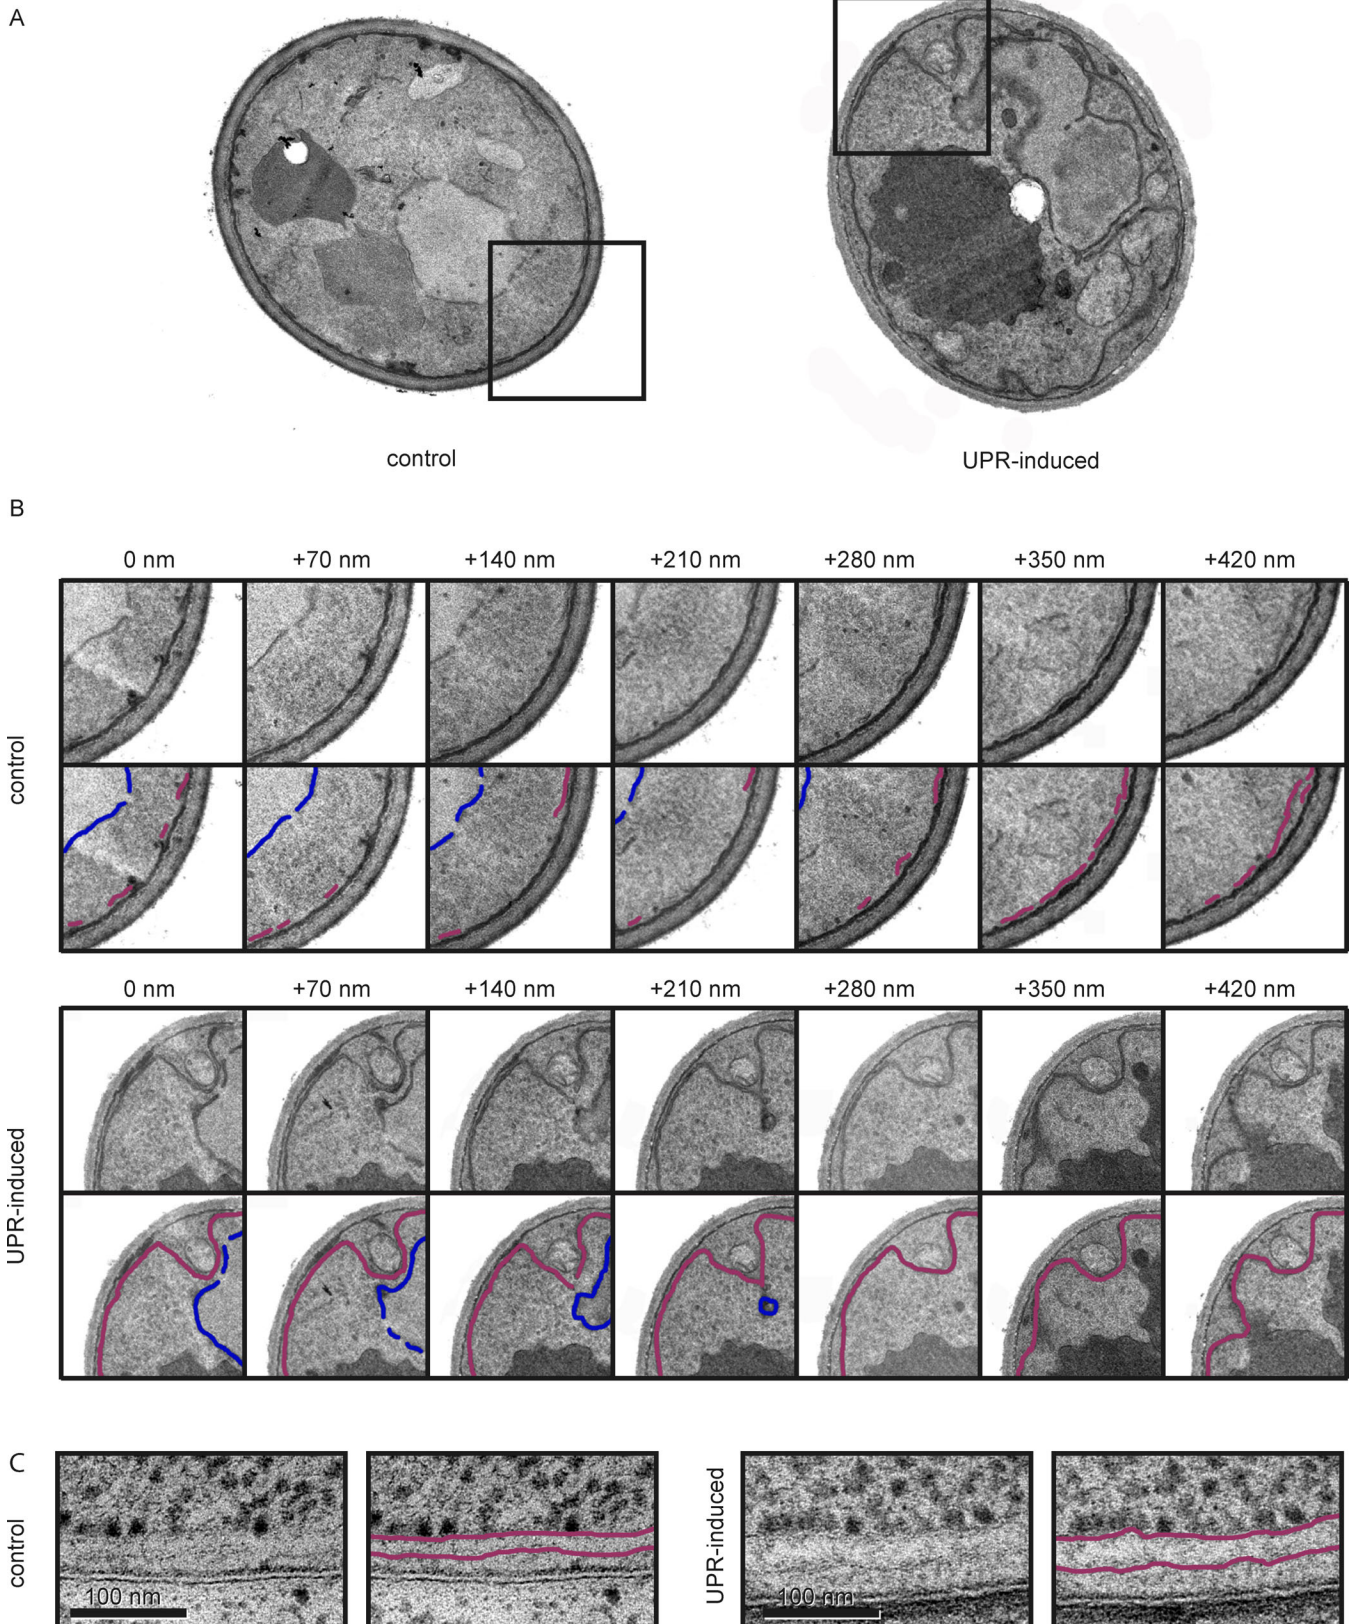 A
control
UPR-induced
B
0 nm
+70 nm
+140 nm
+210 nm
+280 nm
+350 nm
+420 nm
control
0 nm
+70 nm
+140 nm
+210 nm
+280 nm
+350 nm
+420 nm
UPR-induced
C
control
100 nm
UPR-induced
100 nm